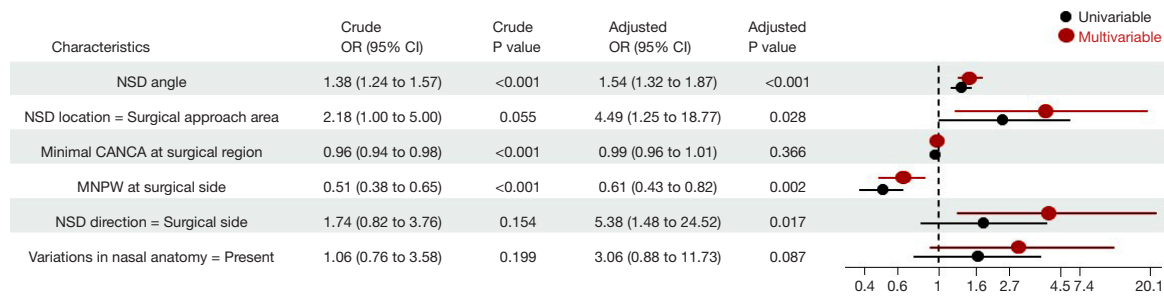 Univariable
Multivariable
Characteristics Crude OR (95% CI) Crude P value Adjusted OR (95% CI) Adjusted P value
NSD angle 1.38 (1.24 to 1.57) <0.001 1.54 (1.32 to 1.87) <0.001
NSD location = Surgical approach area 2.18 (1.00 to 5.00) 0.055 4.49 (1.25 to 18.77) 0.028
Minimal CANCA at surgical region 0.96 (0.94 to 0.98) <0.001 0.99 (0.96 to 1.01) 0.366
MNPW at surgical side 0.51 (0.38 to 0.65) <0.001 0.61 (0.43 to 0.82) 0.002
NSD direction = Surgical side 1.74 (0.82 to 3.76) 0.154 5.38 (1.48 to 24.52) 0.017
Variations in nasal anatomy = Present 1.06 (0.76 to 3.58) 0.199 3.06 (0.88 to 11.73) 0.087
0.4 0.6 1 1.6 2.7 4.5 7.4 20.1